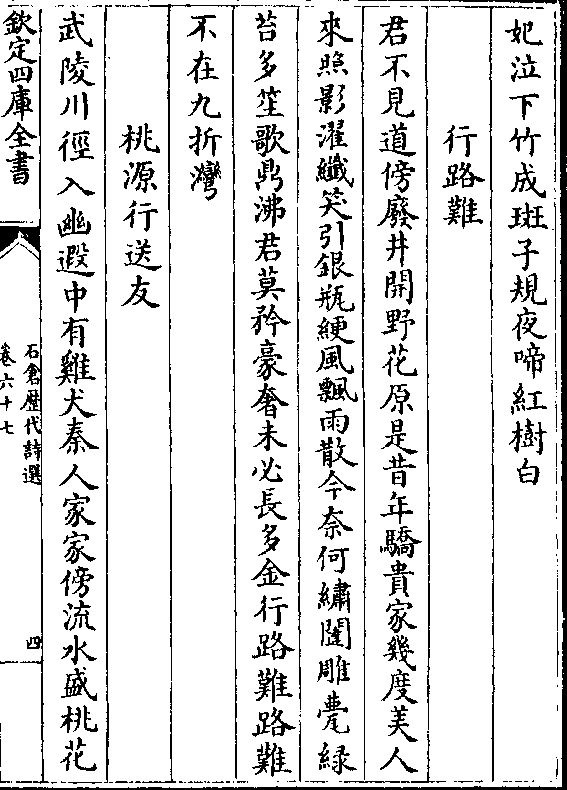 妃泣下竹成斑子規夜啼紅樹白
行路難
君不見道傍廢井開野花原是昔年驕貴家幾度美人
來照影濯纖笑引銀瓶綆風飄雨散今奈何繡闥雕甍緑
苔多笙歌鼎沸君莫矜豪奢未必長多金行路難路難
不在九折灣
桃源行送友
武陵川徑入幽遐中有雞犬秦人家家傍流水盛桃花
欽定四庫全書
石倉歴代詩選
卷六十七
四